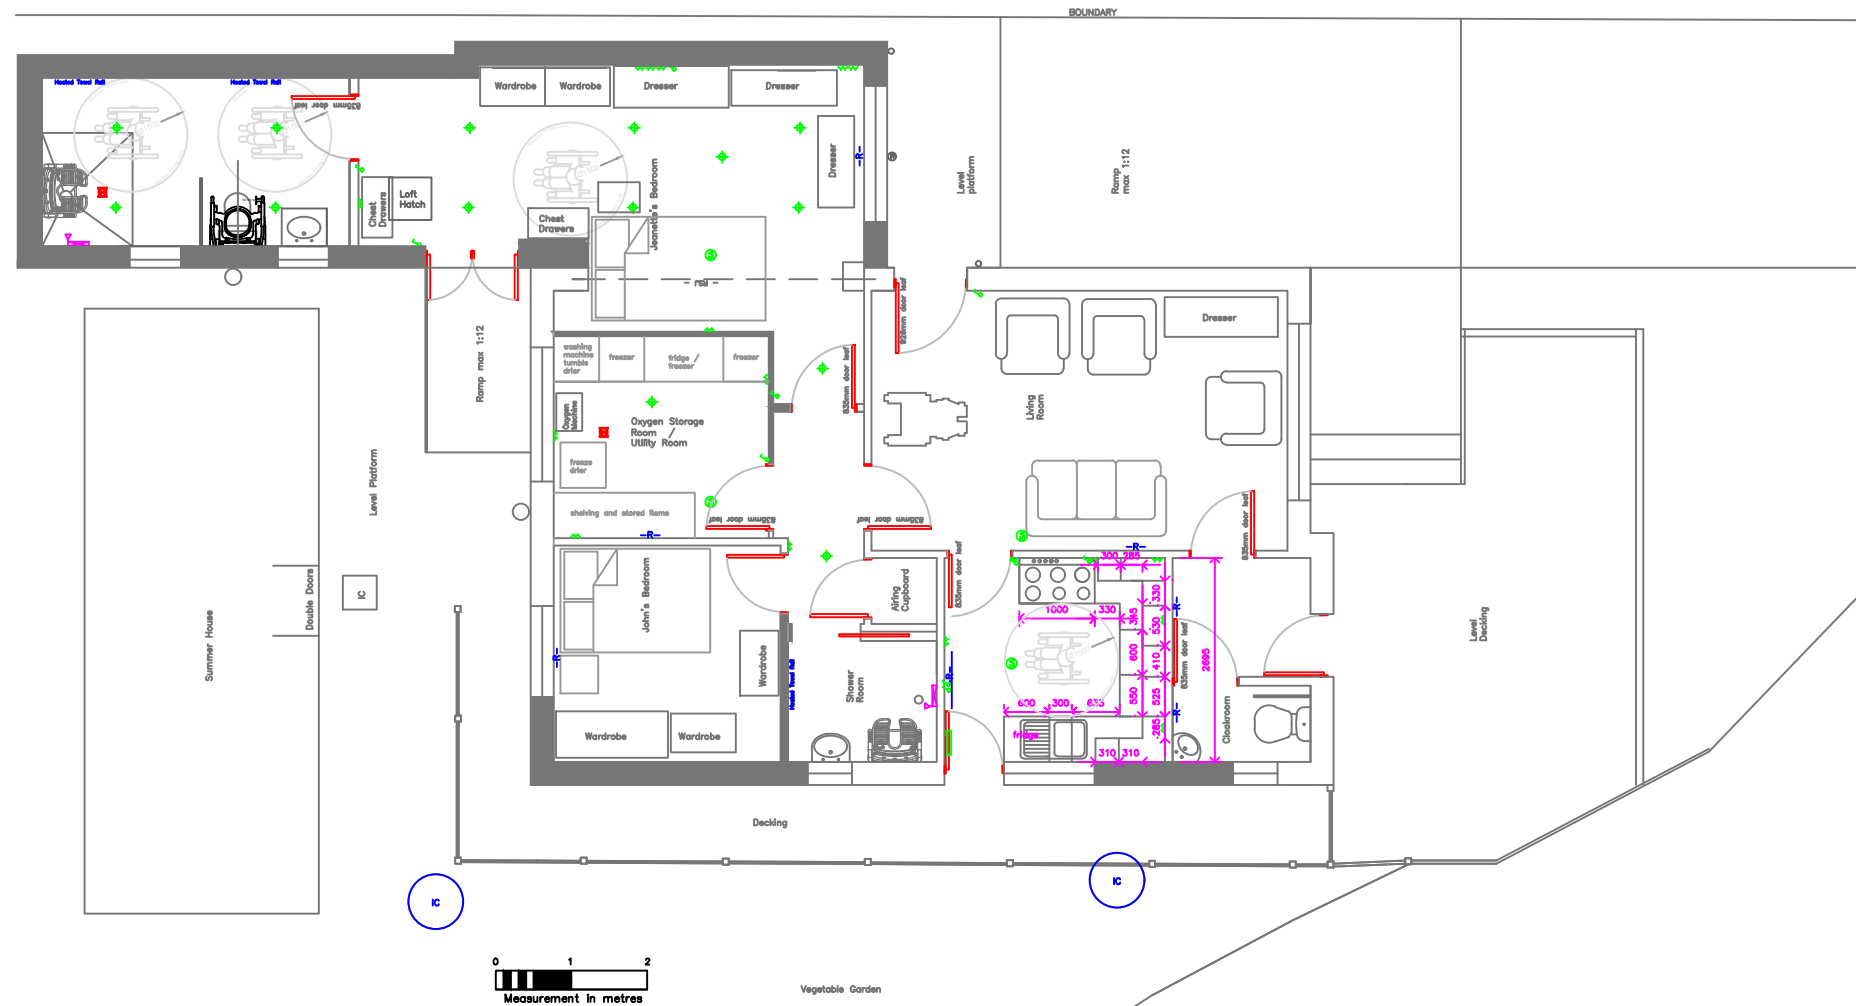 BOUNDARY
Heated Towel Rail
Heated Towel Rail
835mm door leaf
Wardrobe
Wardrobe
Dresser
Dresser
Dresser
-R-
Level
platform
Ramp
max 1:12
Chest
Drawers
Loft
Hatch
Chest
Drawers
Jeanette's Bedroom
- RSJ -
926mm door leaf
Dresser
Ramp max 1:12
washing
machine
tumble
drier
freezer
fridge /
freezer
freezer
835mm door leaf
Oxygen
Machine
Oxygen Storage
Room /
Utility Room
Living
Room
freeze
drier
Level Platform
shelving and stored items
835mm door leaf
835mm door leaf
835mm door leaf
-R-
-R-
300
285
835mm door leaf
Double Doors
IC
John's Bedroom
Airing
Cupboard
1000
330
345
330
530
-R-
Summer House
Level
Decking
-R-
Wardrobe
Heated Towel Rail
Shower
Room
-R-
600
410
835mm door leaf
2695
550
525
600
300
635
-R-
Cloakroom
Wardrobe
Wardrobe
fridge
285
310
310
Decking
IC
IC
0
1
2
Measurement in metres
Vegetable Garden